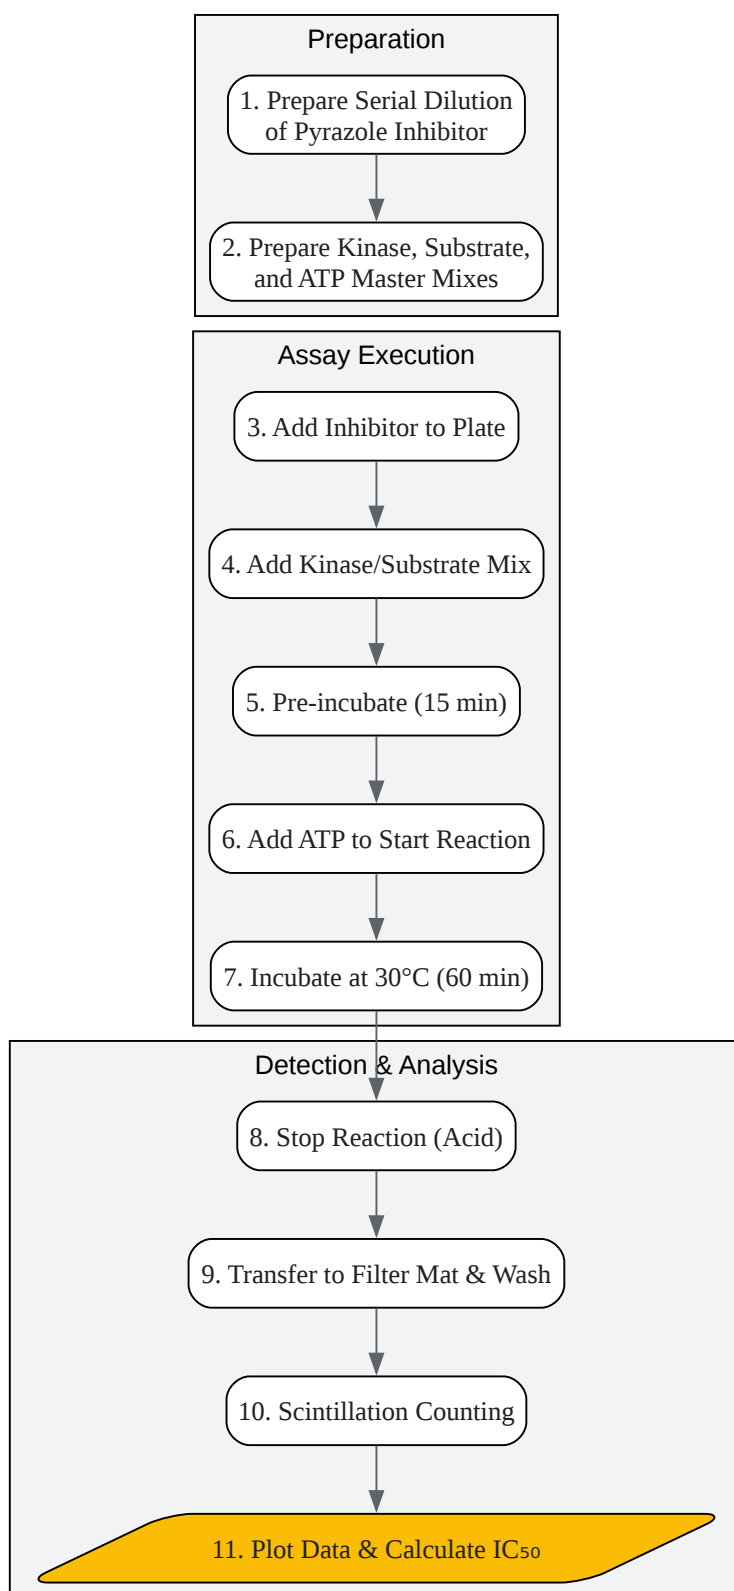 Preparation
1. Prepare Serial Dilution
of Pyrazole Inhibitor
2. Prepare Kinase, Substrate,
and ATP Master Mixes
Assay Execution
3. Add Inhibitor to Plate
4. Add Kinase/Substrate Mix
5. Pre-incubate (15 min)
6. Add ATP to Start Reaction
7. Incubate at 30°C (60 min)
Detection & Analysis
8. Stop Reaction (Acid)
9. Transfer to Filter Mat & Wash
10. Scintillation Counting
11. Plot Data & Calculate IC₅₀